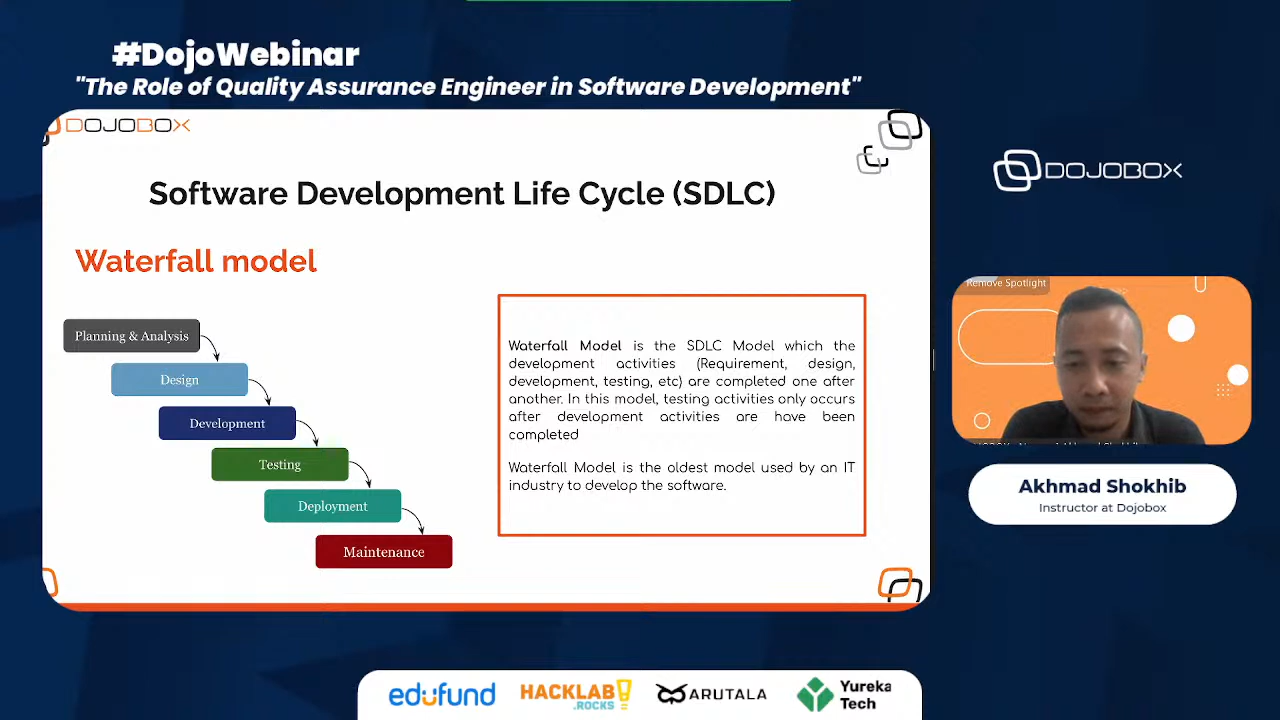 #DojoWebinar
"The Role of Quality Assurance Engineer in Software Development"
DOJOBOX
Software Development Life Cycle (SDLC)
Waterfall model
Planning & Analysis
Design
Development
Testing
Deployment
Maintenance
Waterfall Model is the SDLC Model which the
development activities (Requirement, design,
development, testing, etc) are completed one after
another. In this model, testing activities only occurs
after development activities are have been
completed
Waterfall Model is the oldest model used by an IT
industry to develop the software.
DOJOBOX
Remove Spotlight
Akhmad Shokhib
Instructor at Dojobox
edufund
HACKLAB!
.ROCKS
ARUTALA
Yureka
Tech